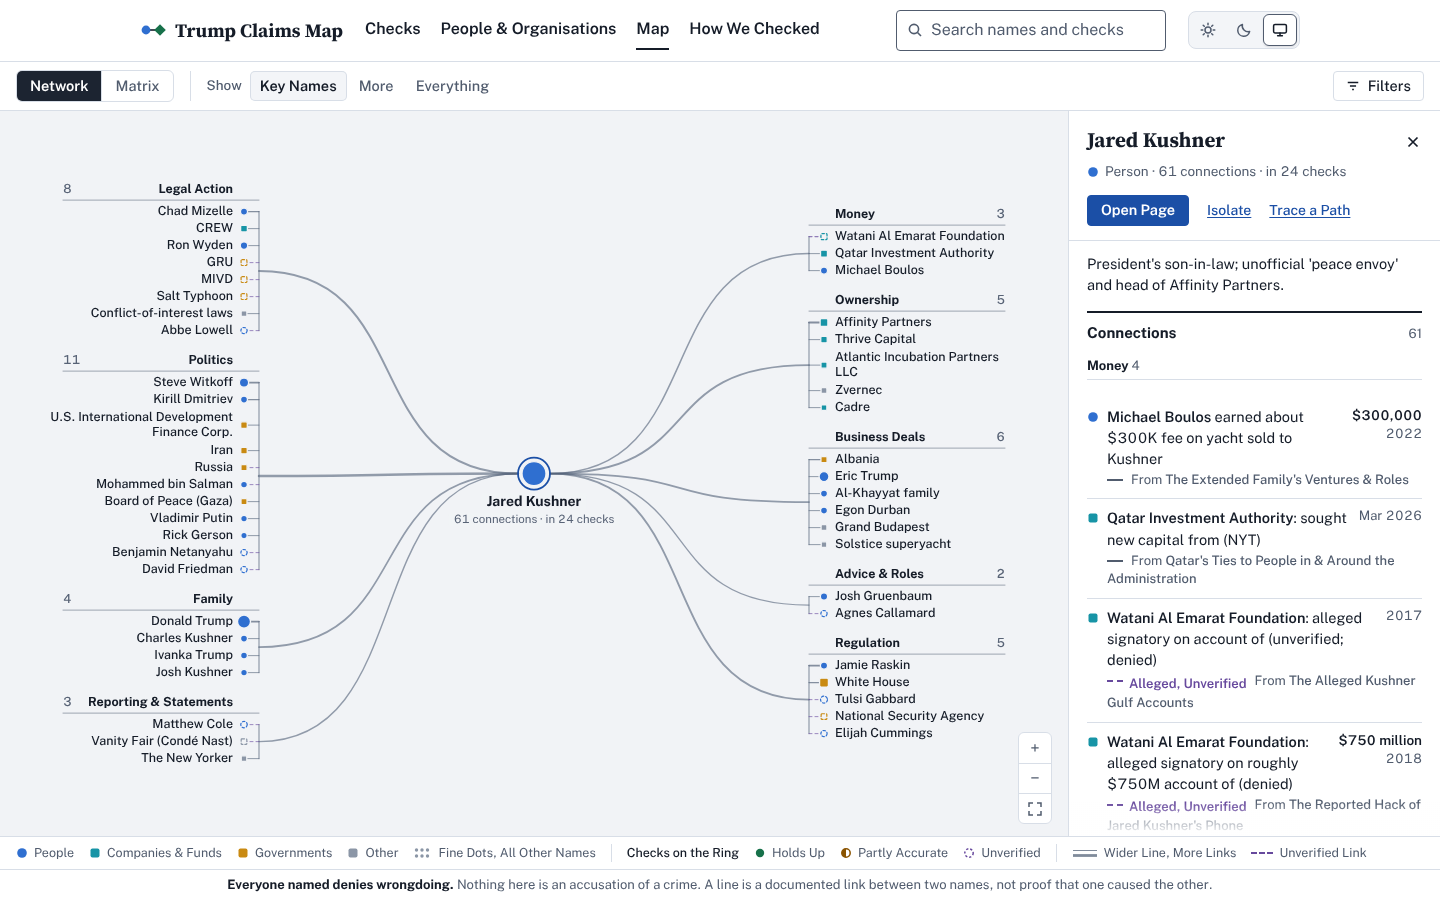 Trump Claims Map
Checks
People & Organisations
Map
How We Checked
Search names and checks
Network
Matrix
Show
Key Names
More
Everything
Filters
8 Legal Action
Chad Mizelle
CREW
Ron Wyden
GRU
MIVD
Salt Typhoon
Conflict-of-interest laws
Abbe Lowell
11 Politics
Steve Witkoff
Kirill Dmitriev
U.S. International Development
Finance Corp.
Iran
Russia
Mohammed bin Salman
Board of Peace (Gaza)
Vladimir Putin
Rick Gerson
Benjamin Netanyahu
David Friedman
4 Family
Donald Trump
Charles Kushner
Ivanka Trump
Josh Kushner
3 Reporting & Statements
Matthew Cole
Vanity Fair (Condé Nast)
The New Yorker
Jared Kushner
61 connections · in 24 checks
Money 3
Watani Al Emarat Foundation
Qatar Investment Authority
Michael Boulos
Ownership 5
Affinity Partners
Thrive Capital
Atlantic Incubation Partners
LLC
Zvernec
Cadre
Business Deals 6
Albania
Eric Trump
Al-Khayyat family
Egon Durban
Grand Budapest
Solstice superyacht
Advice & Roles 2
Josh Gruenbaum
Agnes Callamard
Regulation 5
Jamie Raskin
White House
Tulsi Gabbard
National Security Agency
Elijah Cummings
+
−
Jared Kushner
Person · 61 connections · in 24 checks
Open Page
Isolate
Trace a Path
President's son-in-law; unofficial 'peace envoy'
and head of Affinity Partners.
Connections 61
Money 4
Michael Boulos earned about $300,000
$300K fee on yacht sold to 2022
Kushner
From The Extended Family's Ventures & Roles
Qatar Investment Authority: sought Mar 2026
new capital from (NYT)
From Qatar's Ties to People in & Around the
Administration
Watani Al Emarat Foundation: alleged 2017
signatory on account of (unverified;
denied)
Alleged, Unverified From The Alleged Kushner
Gulf Accounts
Watani Al Emarat Foundation: $750 million
alleged signatory on roughly 2018
$750M account of (denied)
Alleged, Unverified From The Reported Hack of
Jared Kushner's Phone
People
Companies & Funds
Governments
Other
Fine Dots, All Other Names
Checks on the Ring
Holds Up
Partly Accurate
Unverified
Wider Line, More Links
Unverified Link
Everyone named denies wrongdoing. Nothing here is an accusation of a crime. A line is a documented link between two names, not proof that one caused the other.